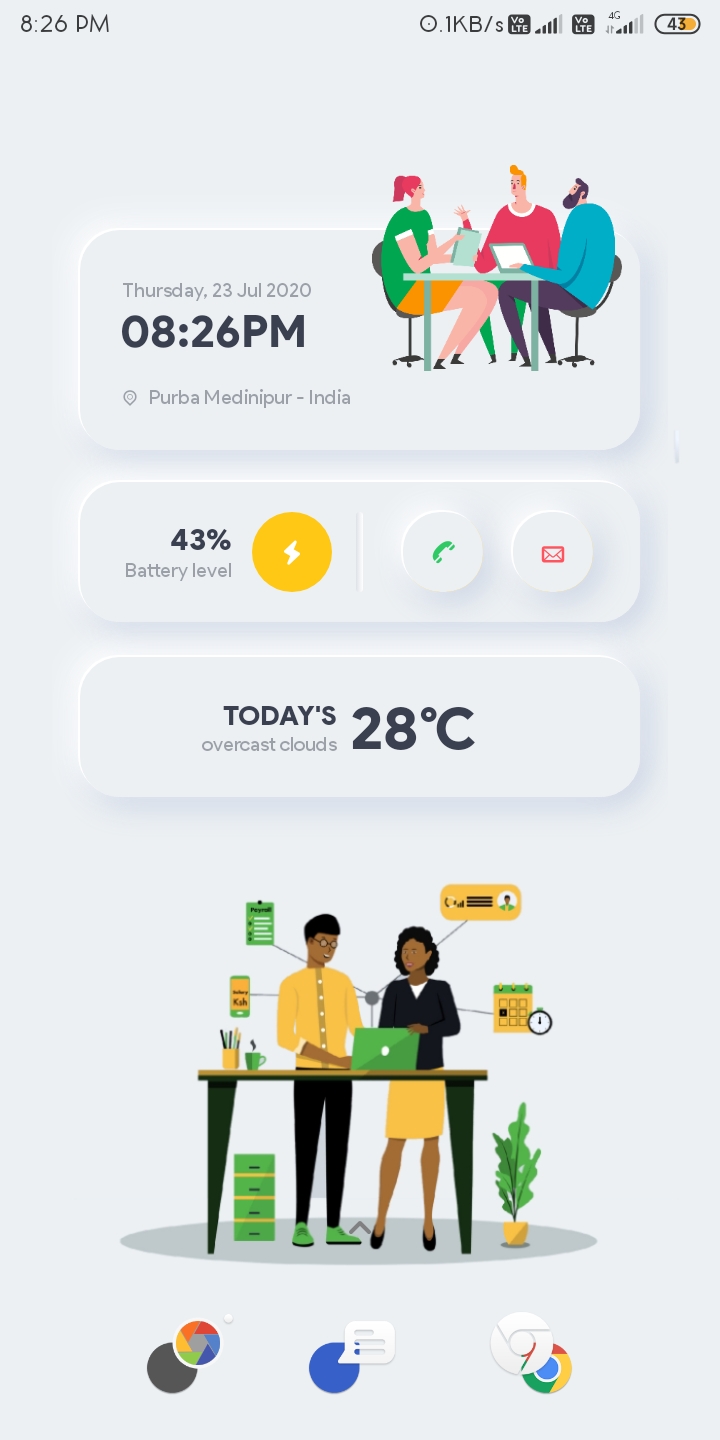 8:26 PM
0.1KB/s
Vo
LTE
Vo
LTE
4G
43
Thursday, 23 Jul 2020
08:26PM
Purba Medinipur - India
43%
Battery level
TODAY'S
overcast clouds
28°C
Payroll
Salary
Ksh